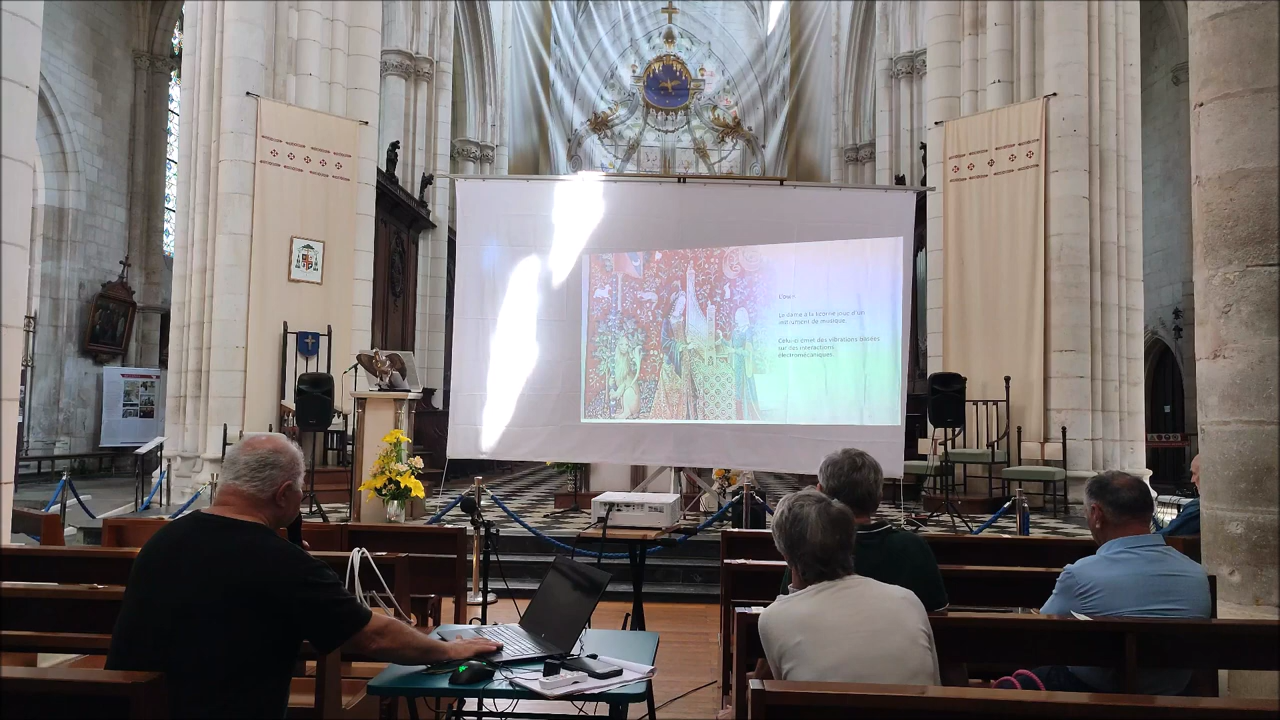 L'ouïe
La dame à la licorne joue d'un
instrument de musique.
Celui-ci émet des vibrations basées
sur des interactions
électromécaniques.